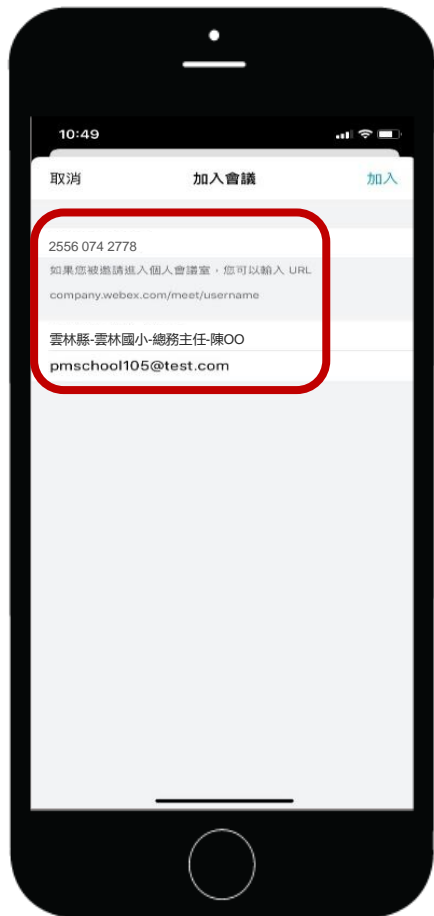 10:49
取消 加入會議 加入
2556 074 2778
如果您被邀請進入個人會議室，您可以輸入 URL
company.webex.com/meet/username
雲林縣-雲林國小-總務主任-陳OO
pmschool105@test.com